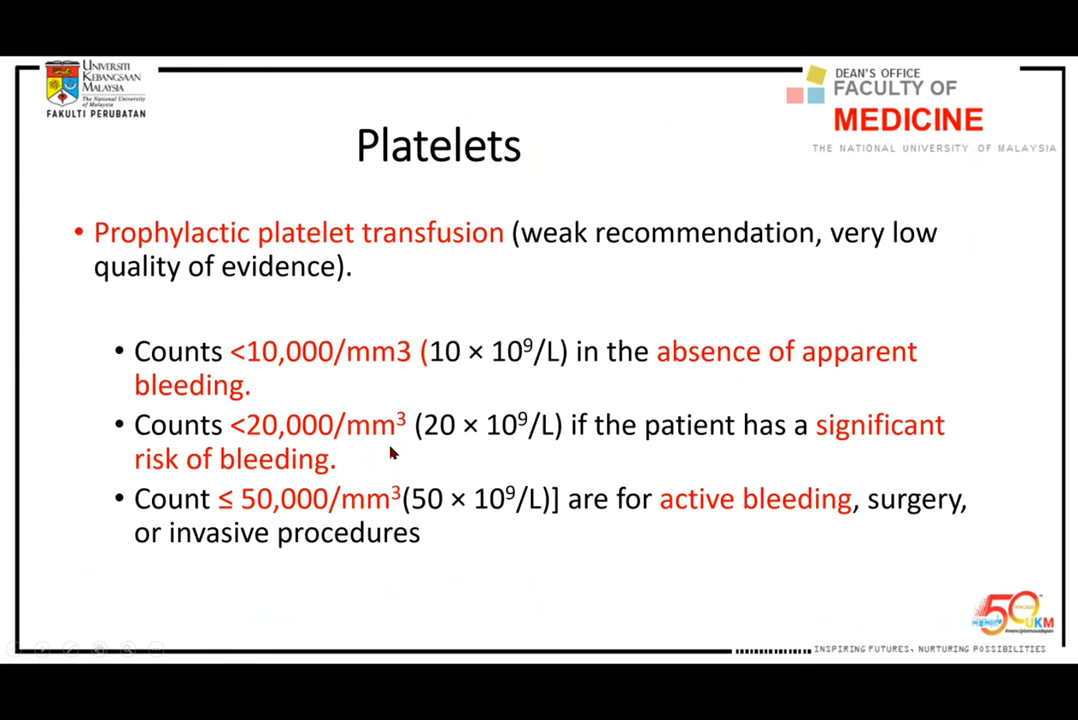 UNIVERSITI
KEBANGSAAN
MALAYSIA
The National University
of Malaysia
FAKULTI PERUBATAN
DEAN'S OFFICE
FACULTY OF
MEDICINE
THE NATIONAL UNIVERSITY OF MALAYSIA
Platelets
• Prophylactic platelet transfusion (weak recommendation, very low
quality of evidence).
• Counts <10,000/mm3 (10 × 10⁹/L) in the absence of apparent
bleeding.
• Counts <20,000/mm³ (20 × 10⁹/L) if the patient has a significant
risk of bleeding.
• Count ≤ 50,000/mm³(50 × 10⁹/L)] are for active bleeding, surgery,
or invasive procedures
50
UKM
INSPIRING FUTURES, NURTURING POSSIBILITIES